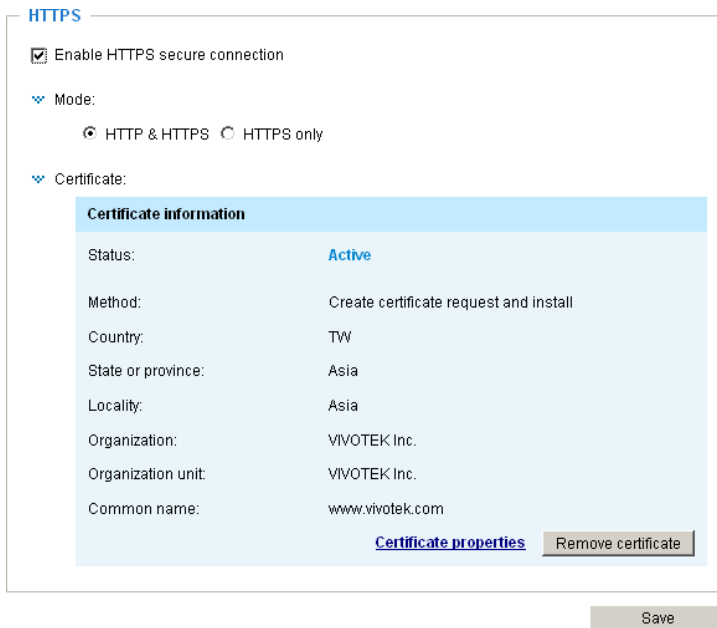 HTTPS
Enable HTTPS secure connection
Mode:
HTTP & HTTPS HTTPS only
Certificate:
Certificate information
Status: Active
Method: Create certificate request and install
Country: TW
State or province: Asia
Locality: Asia
Organization: VIVOTEK Inc.
Organization unit: VIVOTEK Inc.
Common name: www.vivotek.com
Certificate properties Remove certificate
Save